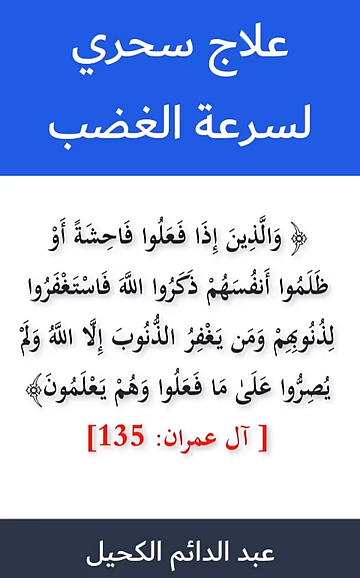 علاج سحري
لسرعة الغضب
﴿ وَالَّذِينَ إِذَا فَعَلُوا فَاحِشَةً أَوْ
ظَلَمُوا أَنفُسَهُمْ ذَكَرُوا اللَّهَ فَاسْتَغْفَرُوا
لِذُنُوبِهِمْ وَمَن يَغْفِرُ الذُّنُوبَ إِلَّا اللَّهُ وَلَمْ
يُصِرُّوا عَلَىٰ مَا فَعَلُوا وَهُمْ يَعْلَمُونَ﴾
[ آل عمران: 135]
عبد الدائم الكحيل